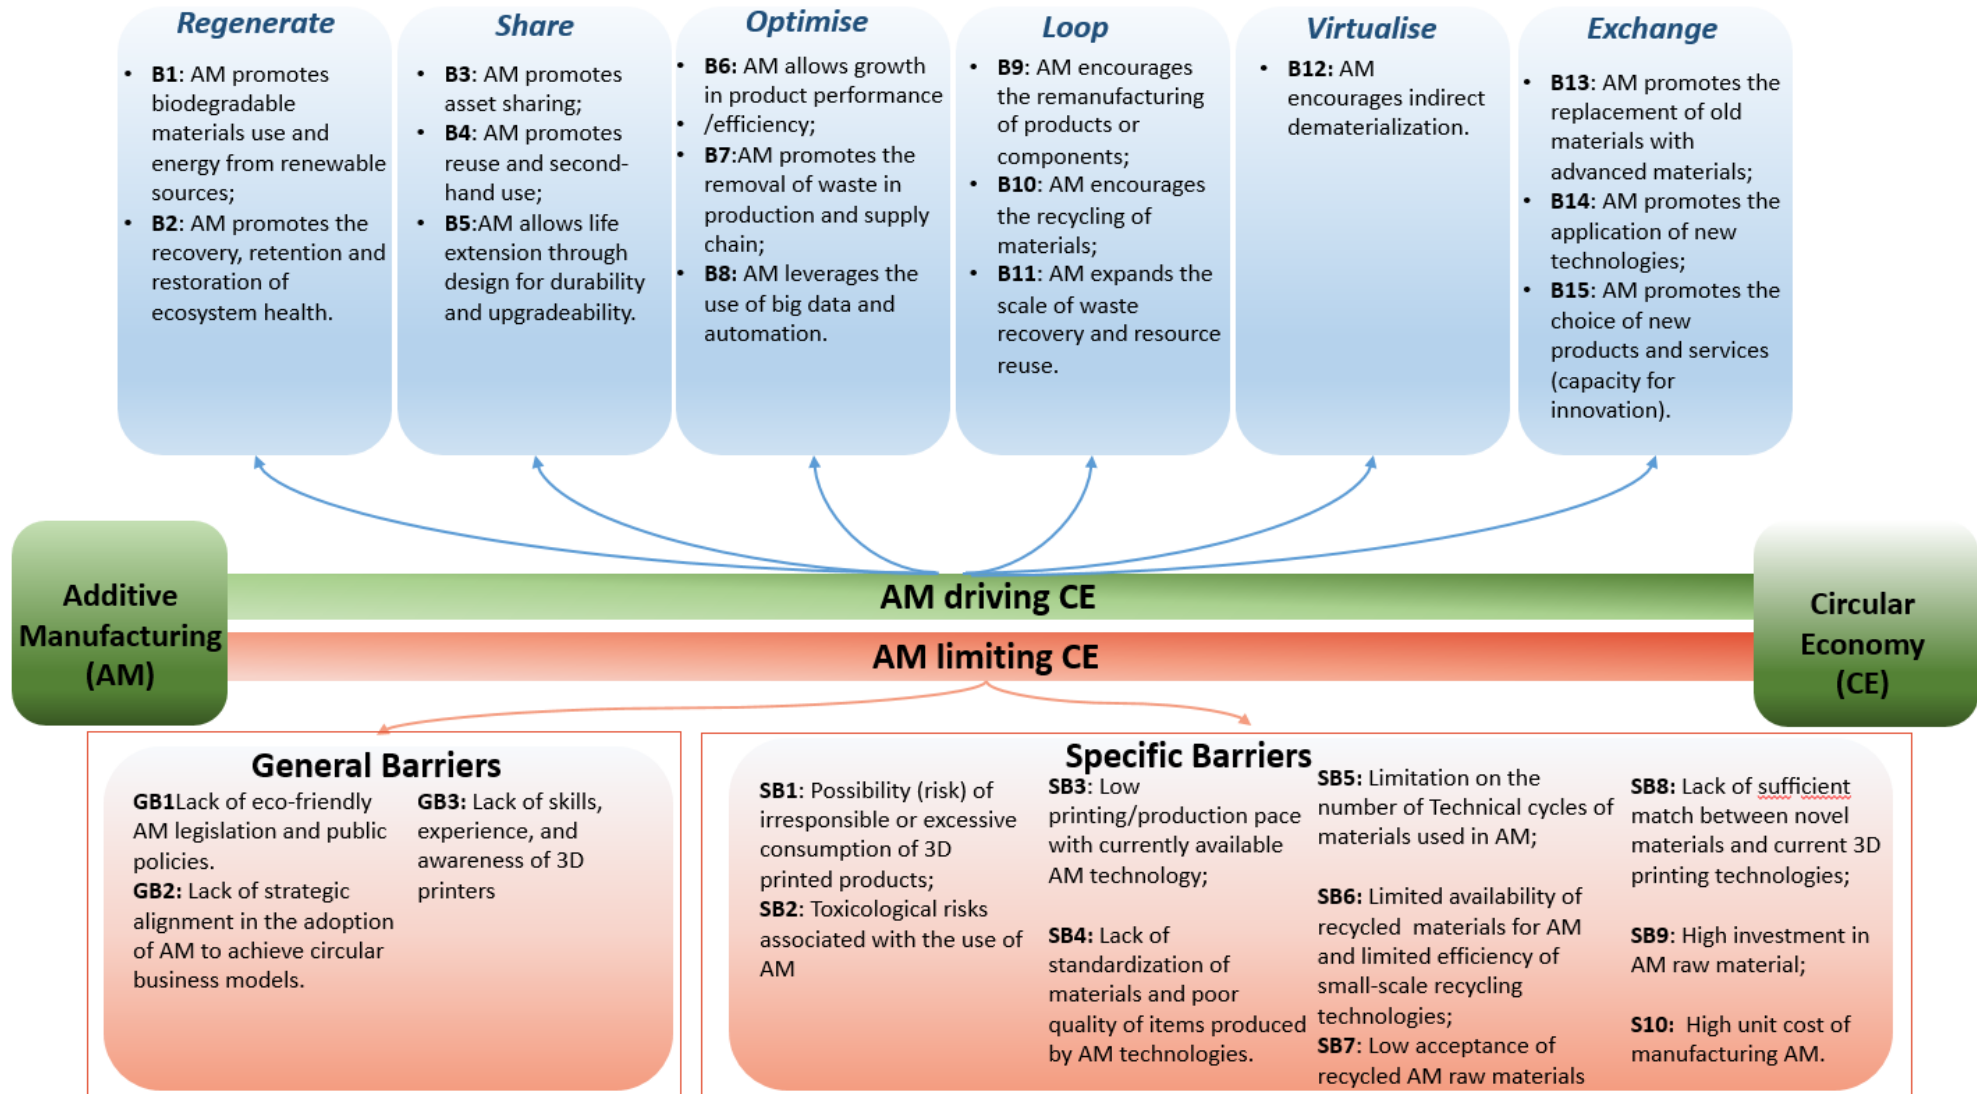 Regenerate
• B1: AM promotes
biodegradable
materials use and
energy from renewable
sources;
• B2: AM promotes the
recovery, retention and
restoration of
ecosystem health.
Share
• B3: AM promotes
asset sharing;
• B4: AM promotes
reuse and second-
hand use;
• B5:AM allows life
extension through
design for durability
and upgradeability.
Optimise
• B6: AM allows growth
in product performance
• /efficiency;
• B7:AM promotes the
removal of waste in
production and supply
chain;
• B8: AM leverages the
use of big data and
automation.
Loop
• B9: AM encourages
the remanufacturing
of products or
components;
• B10: AM encourages
the recycling of
materials;
• B11: AM expands the
scale of waste
recovery and resource
reuse.
Virtualise
• B12: AM
encourages indirect
dematerialization.
Exchange
• B13: AM promotes the
replacement of old
materials with
advanced materials;
• B14: AM promotes the
application of new
technologies;
• B15: AM promotes the
choice of new
products and services
(capacity for
innovation).
Additive
Manufacturing
(AM)
AM driving CE
AM limiting CE
Circular
Economy
(CE)
General Barriers
GB1Lack of eco-friendly
AM legislation and public
policies.
GB2: Lack of strategic
alignment in the adoption
of AM to achieve circular
business models.
GB3: Lack of skills,
experience, and
awareness of 3D
printers
Specific Barriers
SB1: Possibility (risk) of
irresponsible or excessive
consumption of 3D
printed products;
SB2: Toxicological risks
associated with the use of
AM
SB3: Low
printing/production pace
with currently available
AM technology;
SB4: Lack of
standardization of
materials and poor
quality of items produced
by AM technologies.
SB5: Limitation on the
number of Technical cycles of
materials used in AM;
SB6: Limited availability of
recycled  materials for AM
and limited efficiency of
small-scale recycling
technologies;
SB7: Low acceptance of
recycled AM raw materials
SB8: Lack of sufficient
match between novel
materials and current 3D
printing technologies;
SB9: High investment in
AM raw material;
S10:  High unit cost of
manufacturing AM.